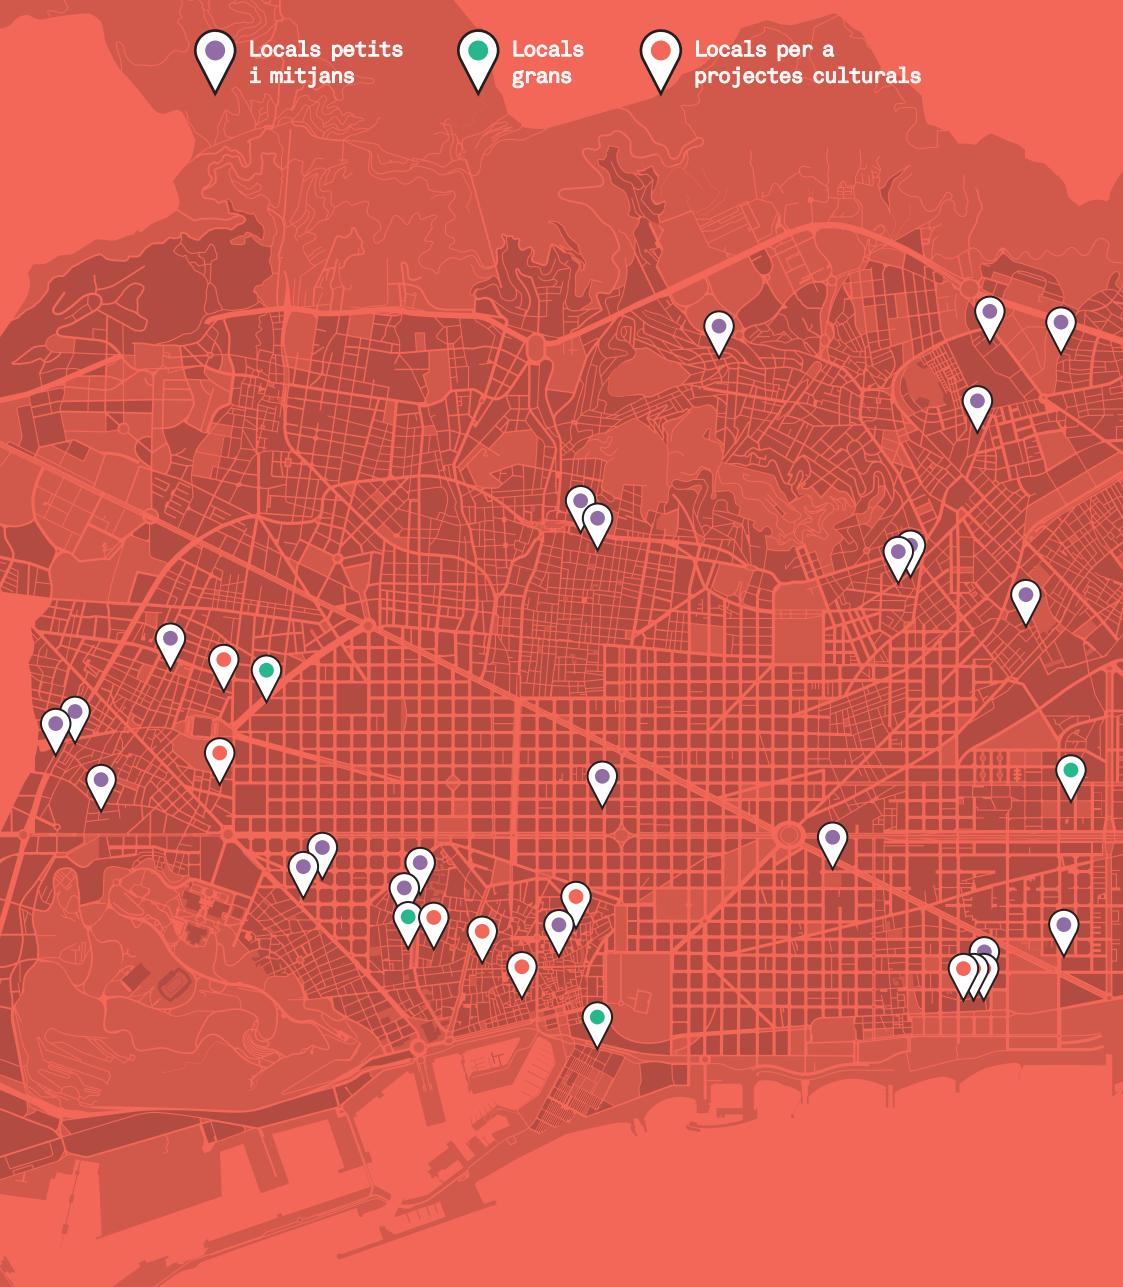 Locals petits
i mitjans
Locals
grans
Locals per a
projectes culturals